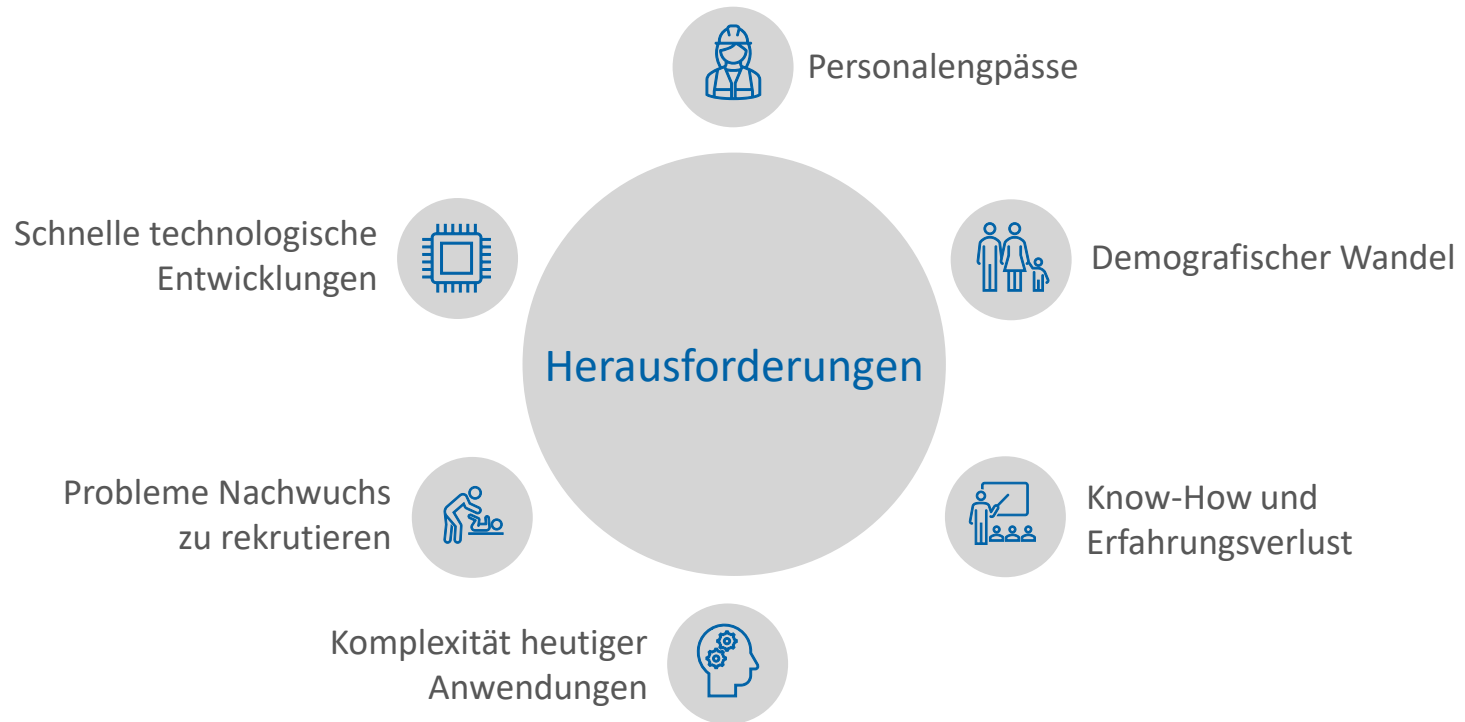 Personalengpässe
Schnelle technologische
Entwicklungen
Demografischer Wandel
Herausforderungen
Probleme Nachwuchs
zu rekrutieren
Know-How und
Erfahrungsverlust
Komplexität heutiger
Anwendungen